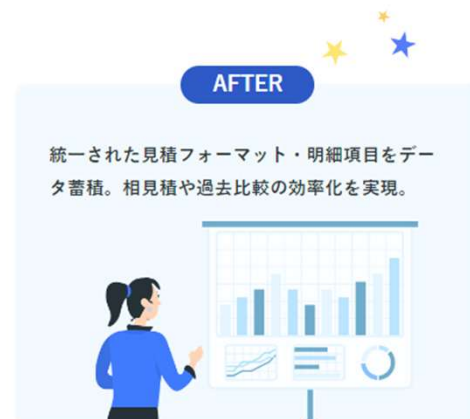 AFTER
統一された見積フォーマット・明細項目をデー
タ蓄積。相見積や過去比較の効率化を実現。